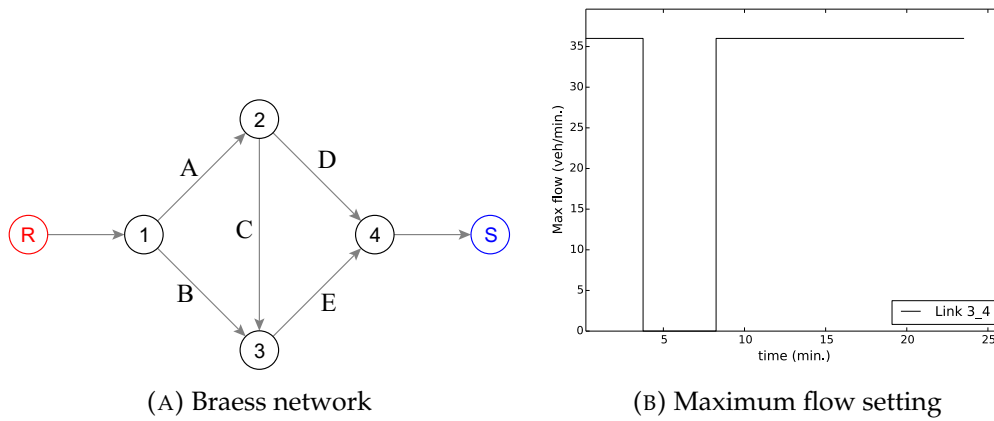 2
A
D
R
1
C
4
S
B
E
3
(A) Braess network
35
30
25
20
15
10
5
0
Max flow (veh/min.)
5
10
15
20
25
time (min.)
Link 3_4
(B) Maximum flow setting